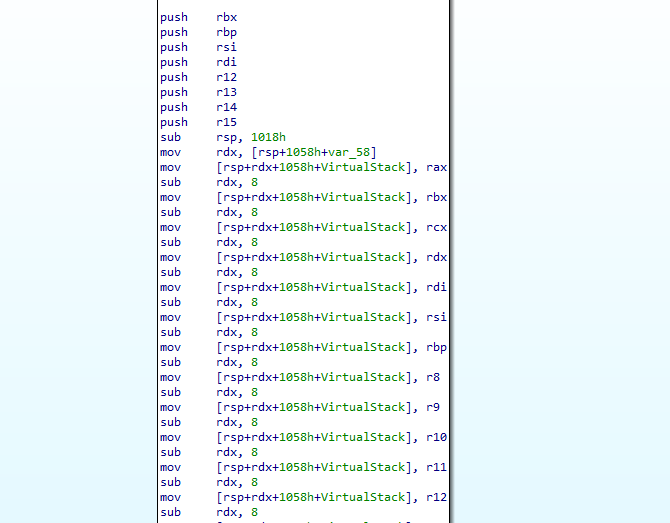 push rbx
push rbp
push rsi
push rdi
push r12
push r13
push r14
push r15
sub rsp, 1018h
mov rdx, [rsp+1058h+var_58]
mov [rsp+rdx+1058h+VirtualStack], rax
sub rdx, 8
mov [rsp+rdx+1058h+VirtualStack], rbx
sub rdx, 8
mov [rsp+rdx+1058h+VirtualStack], rcx
sub rdx, 8
mov [rsp+rdx+1058h+VirtualStack], rdx
sub rdx, 8
mov [rsp+rdx+1058h+VirtualStack], rdi
sub rdx, 8
mov [rsp+rdx+1058h+VirtualStack], rsi
sub rdx, 8
mov [rsp+rdx+1058h+VirtualStack], rbp
sub rdx, 8
mov [rsp+rdx+1058h+VirtualStack], r8
sub rdx, 8
mov [rsp+rdx+1058h+VirtualStack], r9
sub rdx, 8
mov [rsp+rdx+1058h+VirtualStack], r10
sub rdx, 8
mov [rsp+rdx+1058h+VirtualStack], r11
sub rdx, 8
mov [rsp+rdx+1058h+VirtualStack], r12
sub rdx, 8